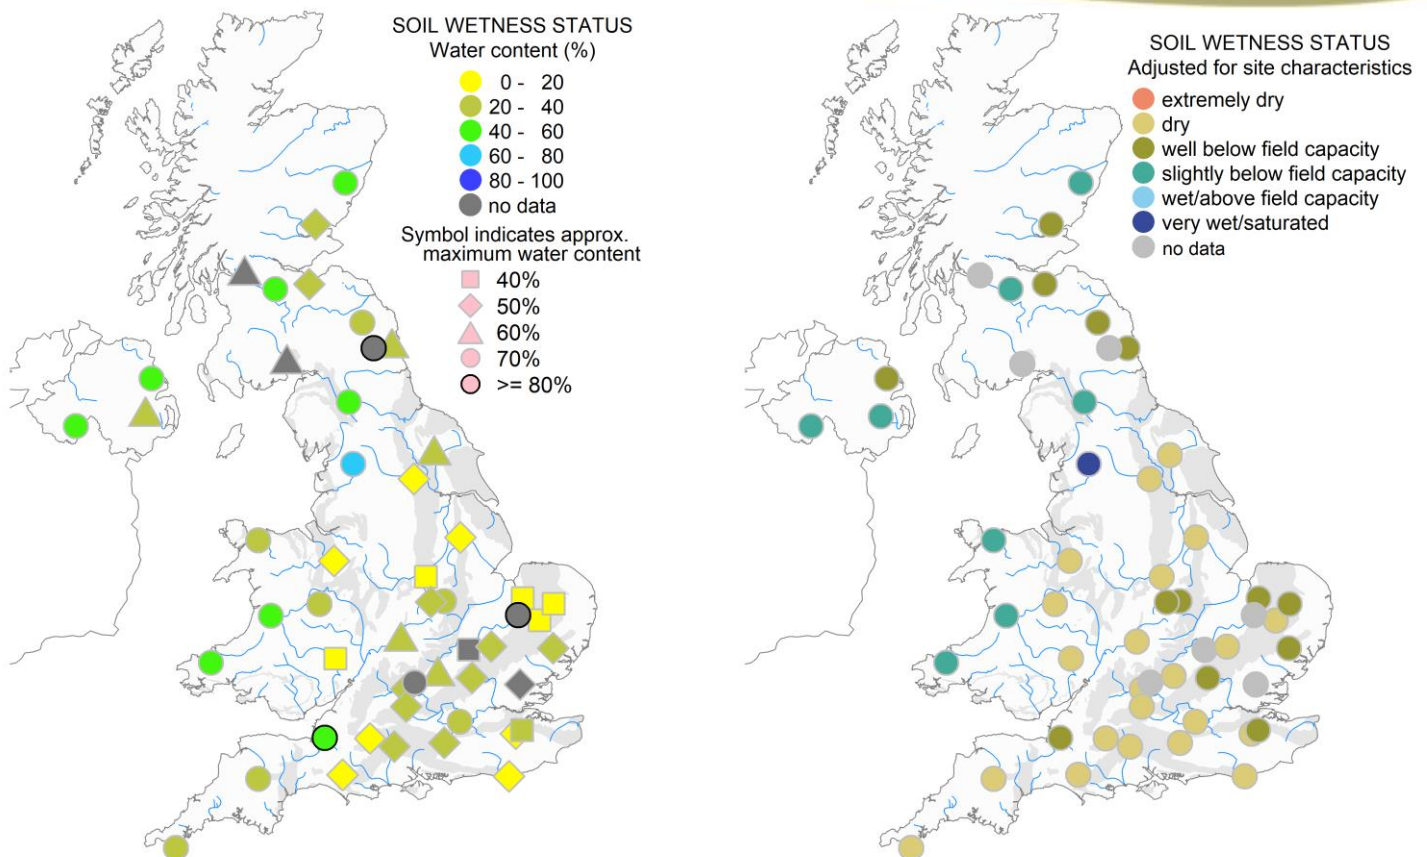 SOIL WETNESS STATUS
Water content (%)
0 - 20
20 - 40
40 - 60
60 - 80
80 - 100
no data
Symbol indicates approx.
maximum water content
40%
50%
60%
70%
>= 80%
SOIL WETNESS STATUS
Adjusted for site characteristics
extremely dry
dry
well below field capacity
slightly below field capacity
wet/above field capacity
very wet/saturated
no data